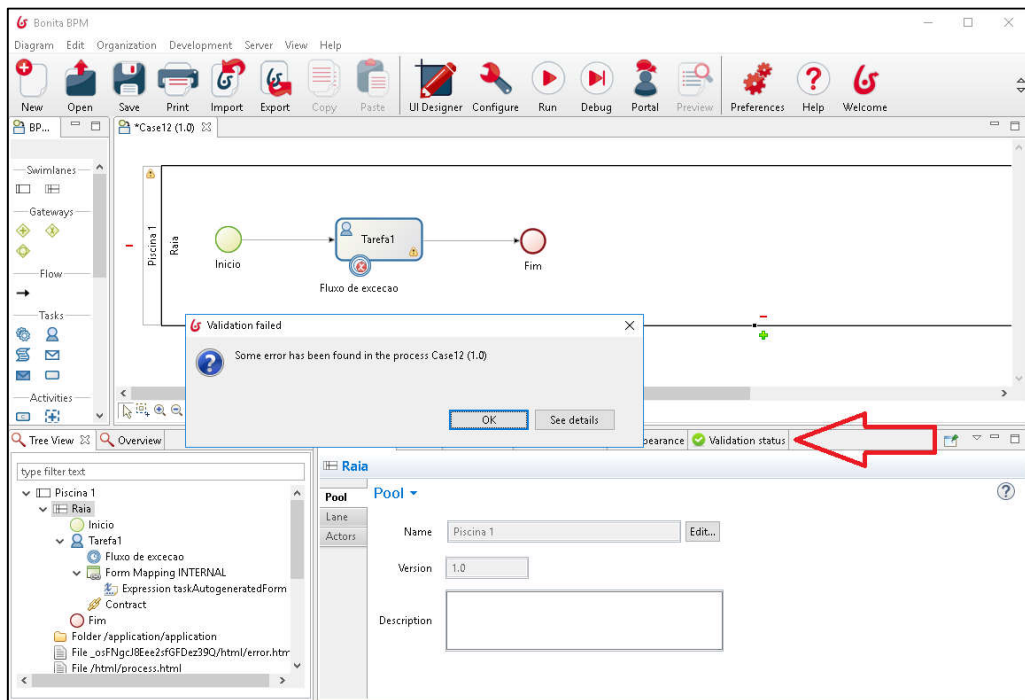 Bonita BPM
Diagram Edit Organization Development Server View Help
New Open Save Print Import Export Copy Paste UI Designer Configure Run Debug Portal Preview Preferences Help Welcome
BP... *Case12 (1.0)
Swimlanes
Gateways
Flow
Tasks
Activities
Piscina 1
Raia
Inicio
Tarefa1
Fluxo de excecao
Fim
Validation failed
Some error has been found in the process Case12 (1.0)
OK See details
Tree View Overview pearance Validation status
type filter text
Piscina 1
Raia
Inicio
Tarefa1
Fluxo de excecao
Form Mapping INTERNAL
Expression taskAutogeneratedForm
Contract
Fim
Folder /application/application
File _osFNgcJ8Eee2sfGFDez39Q/html/error.htm
File /html/process.html
Raia
Pool
Lane
Actors
Pool
Name Piscina 1 Edit...
Version 1.0
Description